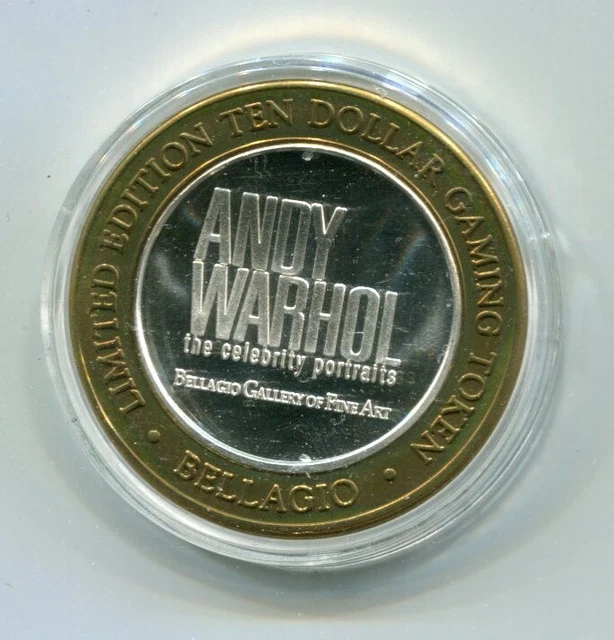 LIMITED EDITION TEN DOLLAR GAMING TOKEN
ANDY
WARHOL
the celebrity portraits
BELLAGIO GALLERY OF FINE ART
• BELLAGIO •